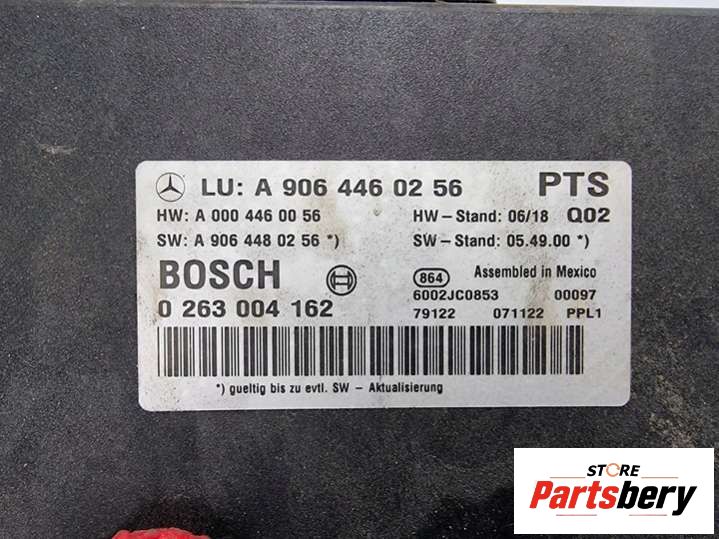 LU: A 906 446 02 56 PTS
HW: A 000 446 00 56 HW-Stand: 06/18 Q02
SW: A 906 448 02 56 *) SW-Stand: 05.49.00 *)
BOSCH 864 Assembled in Mexico
0 263 004 162 6002JC0853 00097
79122 071122 PPL1
*) gueltig bis zu evtl. SW - Aktualisierung
STORE
Partsbery